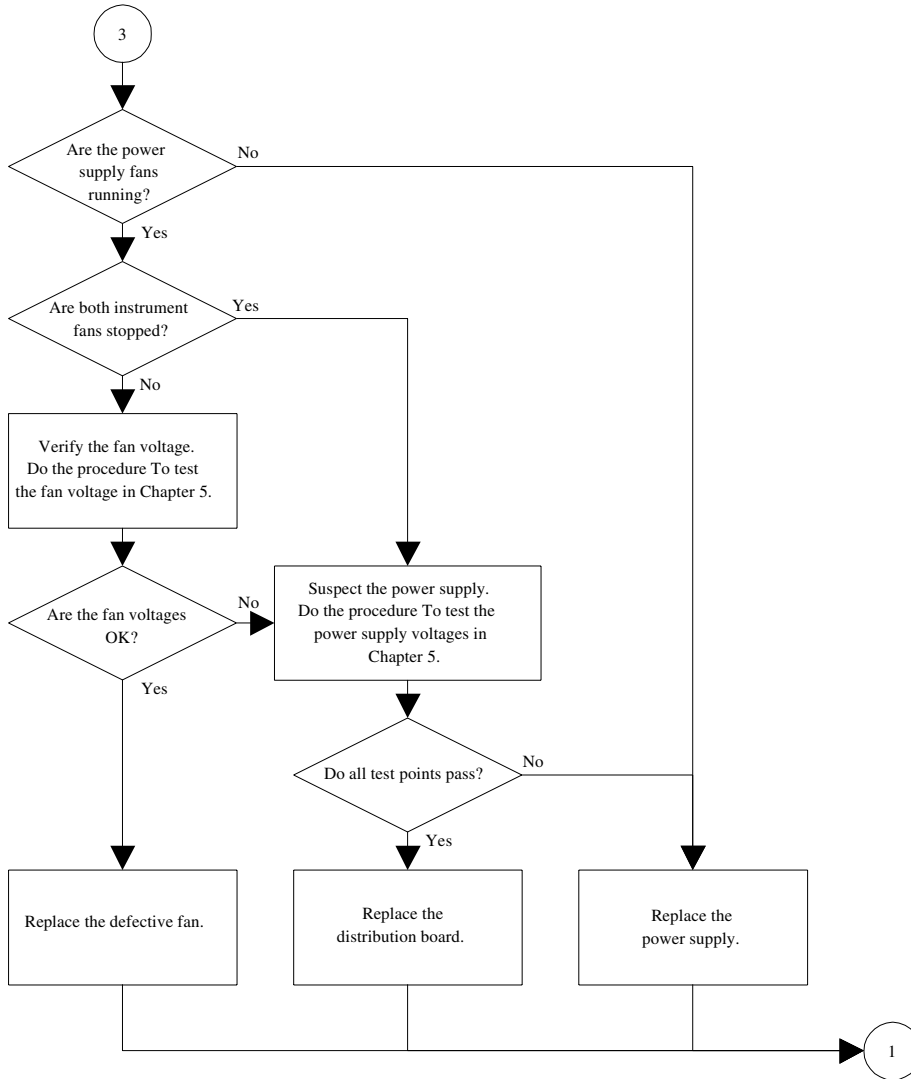 3
Are the power
supply fans
running?
No
Yes
Are both instrument
fans stopped?
Yes
No
Verify the fan voltage.
Do the procedure To test
the fan voltage in Chapter 5.
Are the fan voltages
OK?
No
Yes
Suspect the power supply.
Do the procedure To test the
power supply voltages in
Chapter 5.
Do all test points pass?
No
Yes
Replace the defective fan.
Replace the
distribution board.
Replace the
power supply.
1